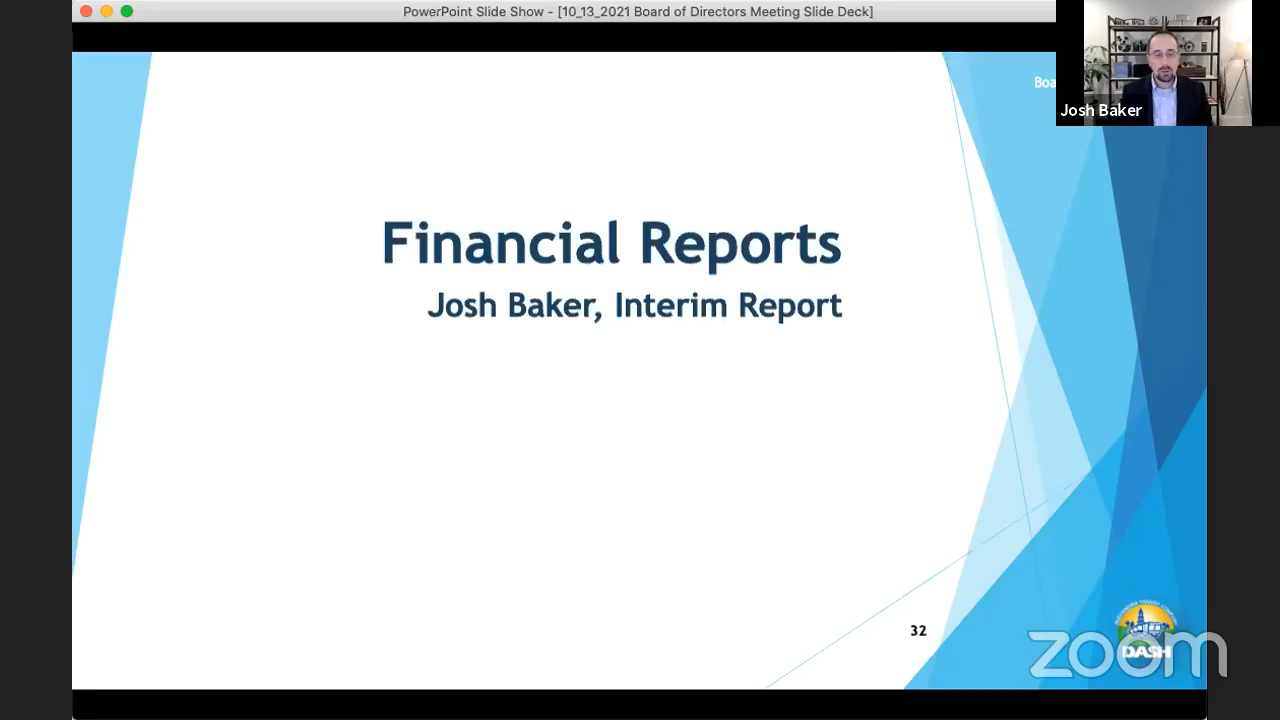 PowerPoint Slide Show - [10_13_2021 Board of Directors Meeting Slide Deck]
Boa
Josh Baker
Financial Reports
Josh Baker, Interim Report
32
DASH
zoom